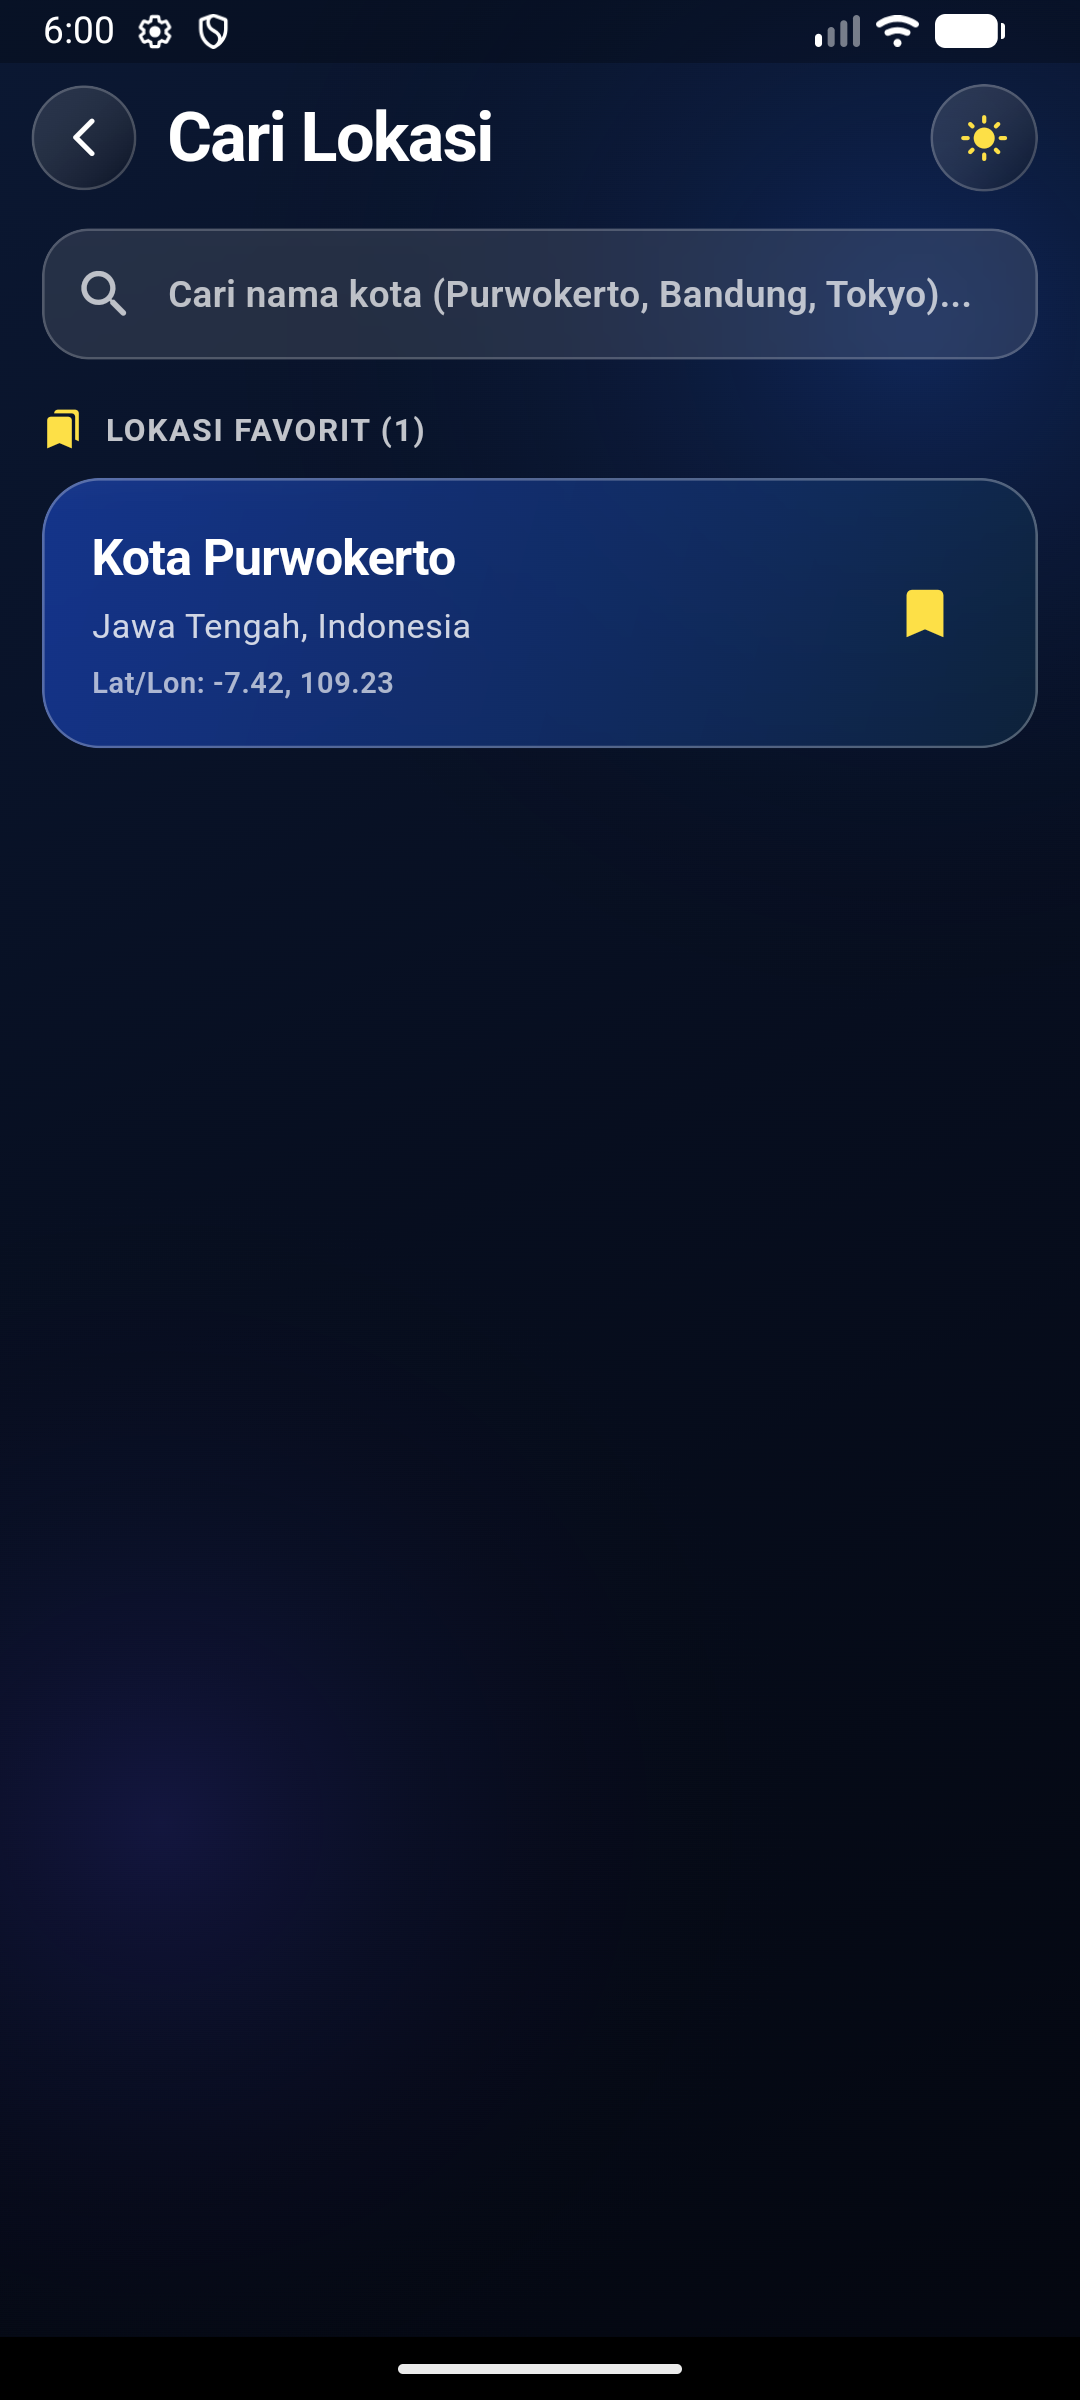 6:00
Cari Lokasi
Cari nama kota (Purwokerto, Bandung, Tokyo)...
LOKASI FAVORIT (1)
Kota Purwokerto
Jawa Tengah, Indonesia
Lat/Lon: -7.42, 109.23